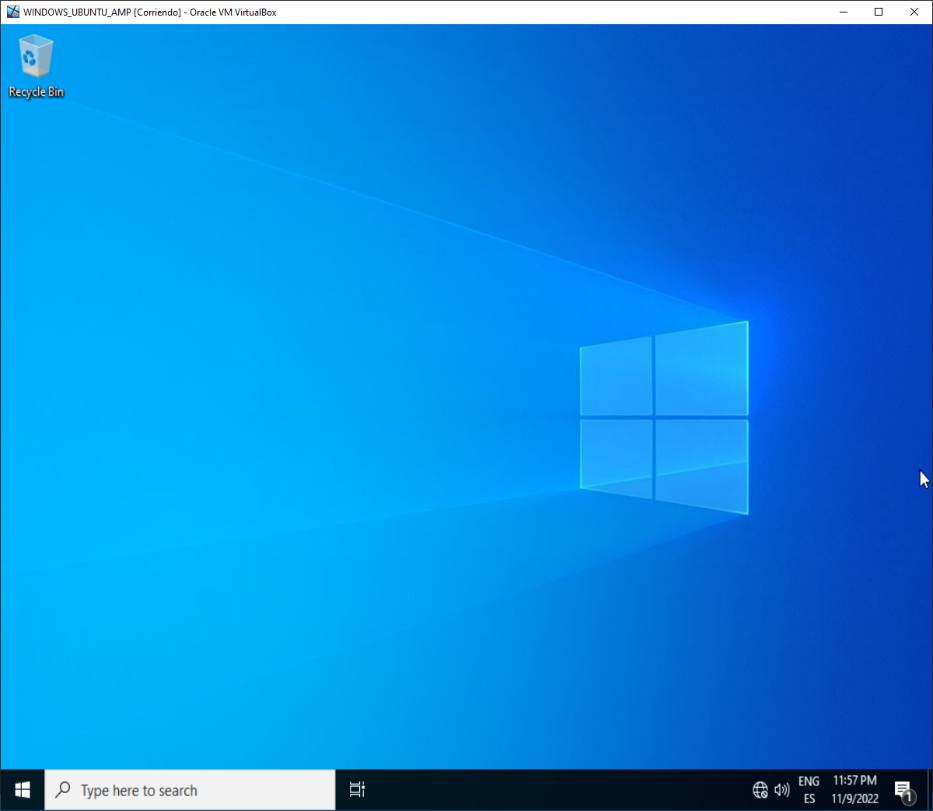 WINDOWS_UBUNTU_AMP [Corriendo] - Oracle VM VirtualBox
Recycle Bin
Type here to search
ENG
ES
11:57 PM
11/9/2022
1